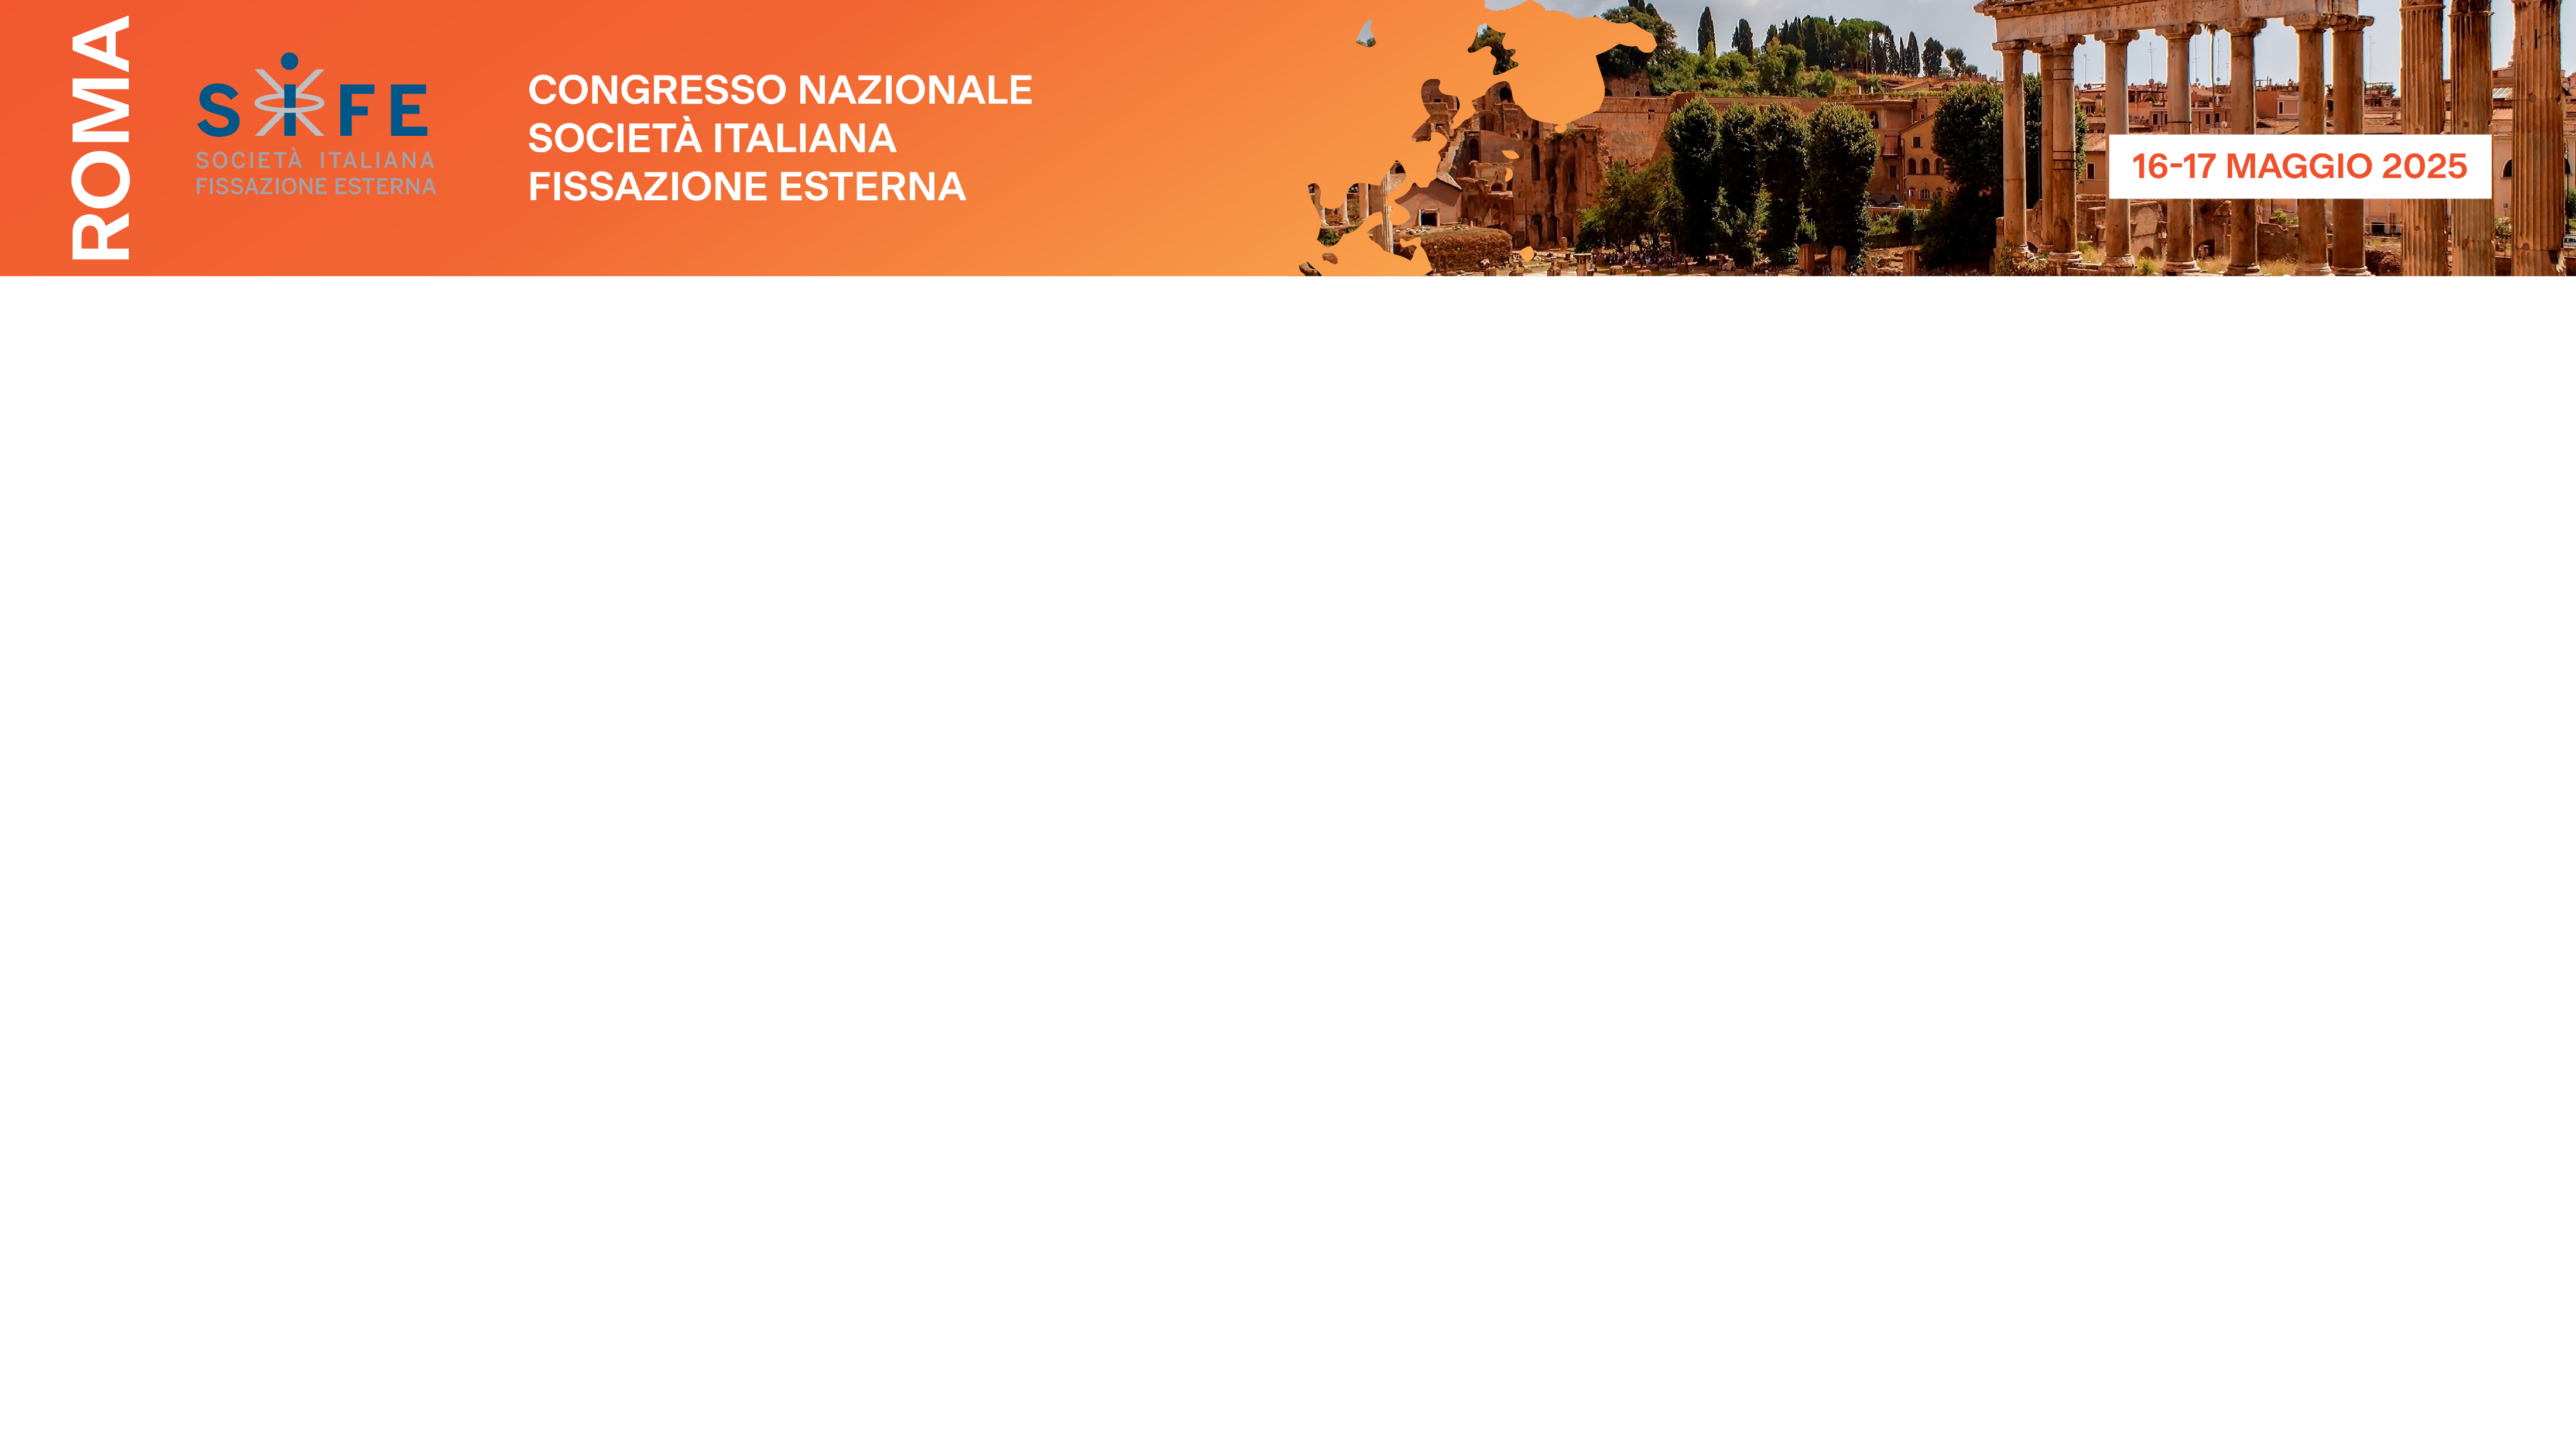 ROMA
SiFE
SOCIETÀ ITALIANA
FISSAZIONE ESTERNA
CONGRESSO NAZIONALE
SOCIETÀ ITALIANA
FISSAZIONE ESTERNA
16-17 MAGGIO 2025